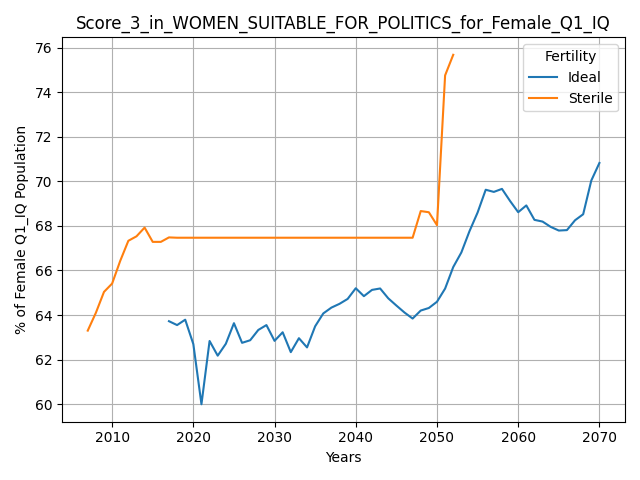 Score_3_in_WOMEN_SUITABLE_FOR_POLITICS_for_Female_Q1_IQ
% of Female Q1_IQ Population
76
74
72
70
68
66
64
62
60
Fertility
Ideal
Sterile
2010 2020 2030 2040 2050 2060 2070
Years